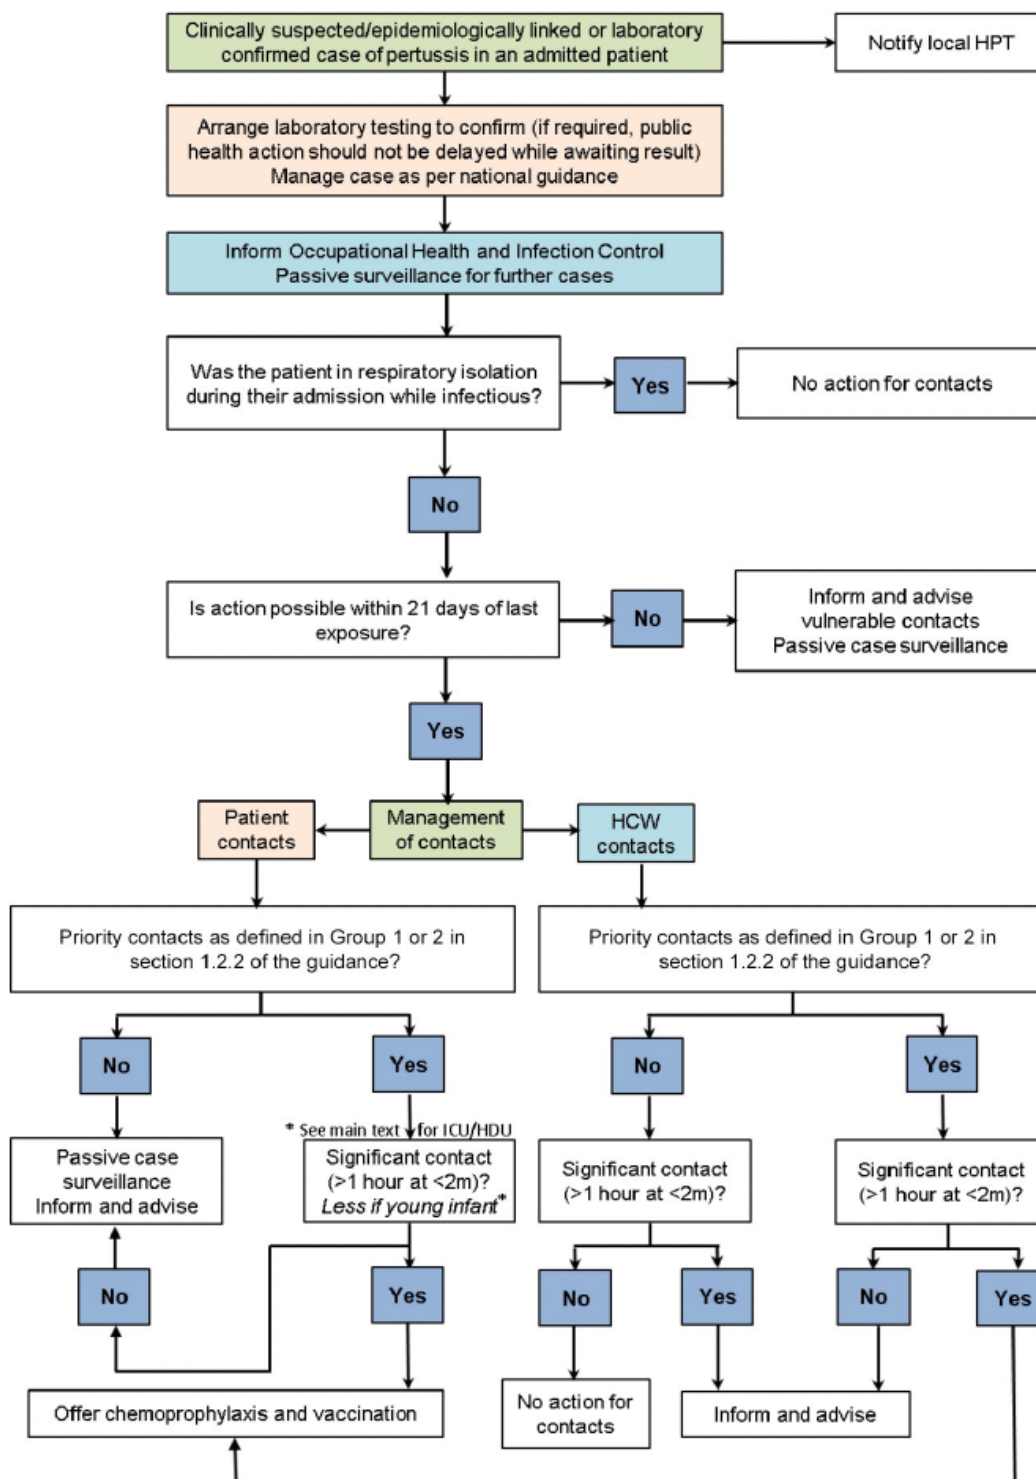 Clinically suspected/epidemiologically linked or laboratory
confirmed case of pertussis in an admitted patient
Notify local HPT
Arrange laboratory testing to confirm (if required, public
health action should not be delayed while awaiting result)
Manage case as per national guidance
Inform Occupational Health and Infection Control
Passive surveillance for further cases
Was the patient in respiratory isolation
during their admission while infectious?
Yes
No action for contacts
No
Is action possible within 21 days of last
exposure?
No
Inform and advise
vulnerable contacts
Passive case surveillance
Yes
Patient
contacts
Management
of contacts
HCW
contacts
Priority contacts as defined in Group 1 or 2 in
section 1.2.2 of the guidance?
Priority contacts as defined in Group 1 or 2 in
section 1.2.2 of the guidance?
No
Yes
No
Yes
* See main text for ICU/HDU
Passive case
surveillance
Inform and advise
Significant contact
(>1 hour at <2m)?
Less if young infant*
Significant contact
(>1 hour at <2m)?
Significant contact
(>1 hour at <2m)?
No
Yes
No
Yes
No
Yes
Offer chemoprophylaxis and vaccination
No action for
contacts
Inform and advise